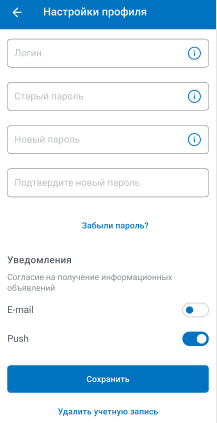 Настройки профиля
Логин
Старый пароль
Новый пароль
Подтвердите новый пароль
Забыли пароль?
Уведомления
Согласие на получение информационных
объявлений
E-mail
Push
Сохранить
Удалить учетную запись